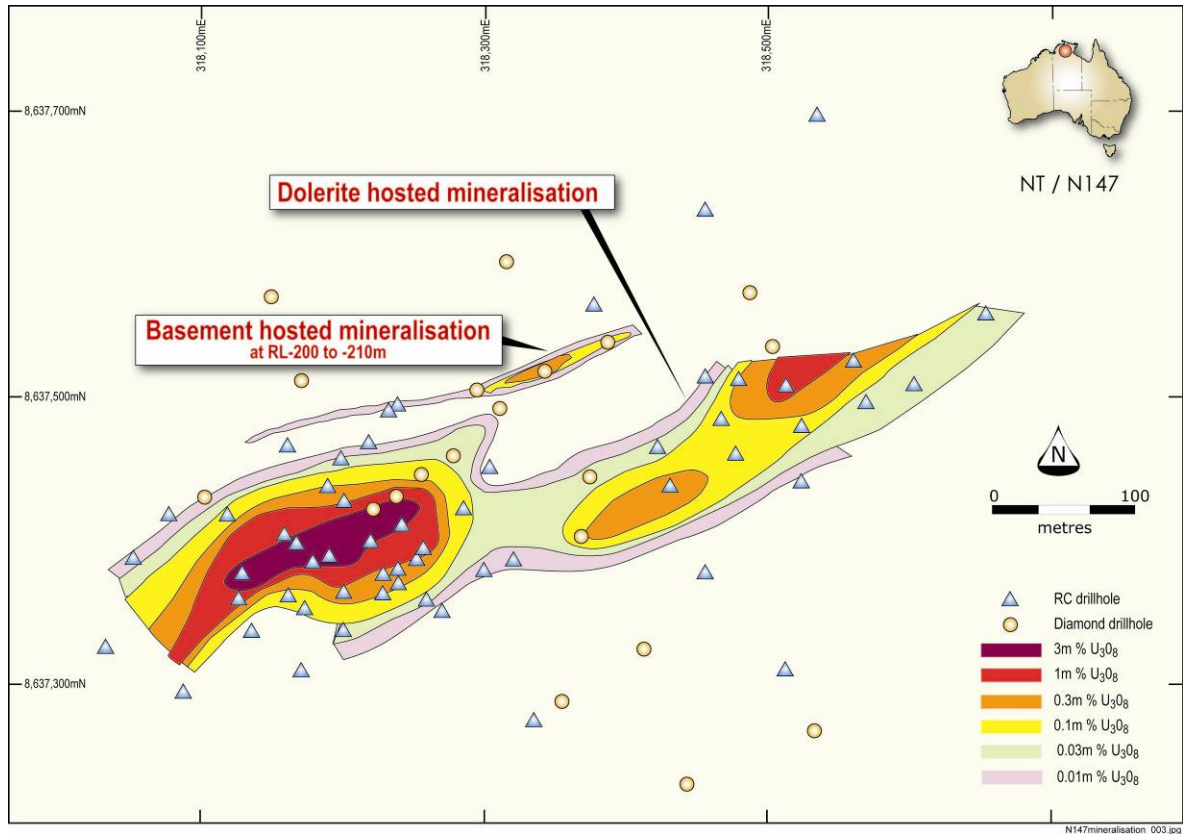 318,100mE
318,300mE
318,500mE
8,637,700mN
NT / N147
Dolerite hosted mineralisation
Basement hosted mineralisation
at RL-200 to -210m
8,637,500mN
N
0 100
metres
RC drillhole
Diamond drillhole
3m % U₃0₈
1m % U₃0₈
8,637,300mN
0.3m % U₃0₈
0.1m % U₃0₈
0.03m % U₃0₈
0.01m % U₃0₈
N147mineralisation_003.jpg